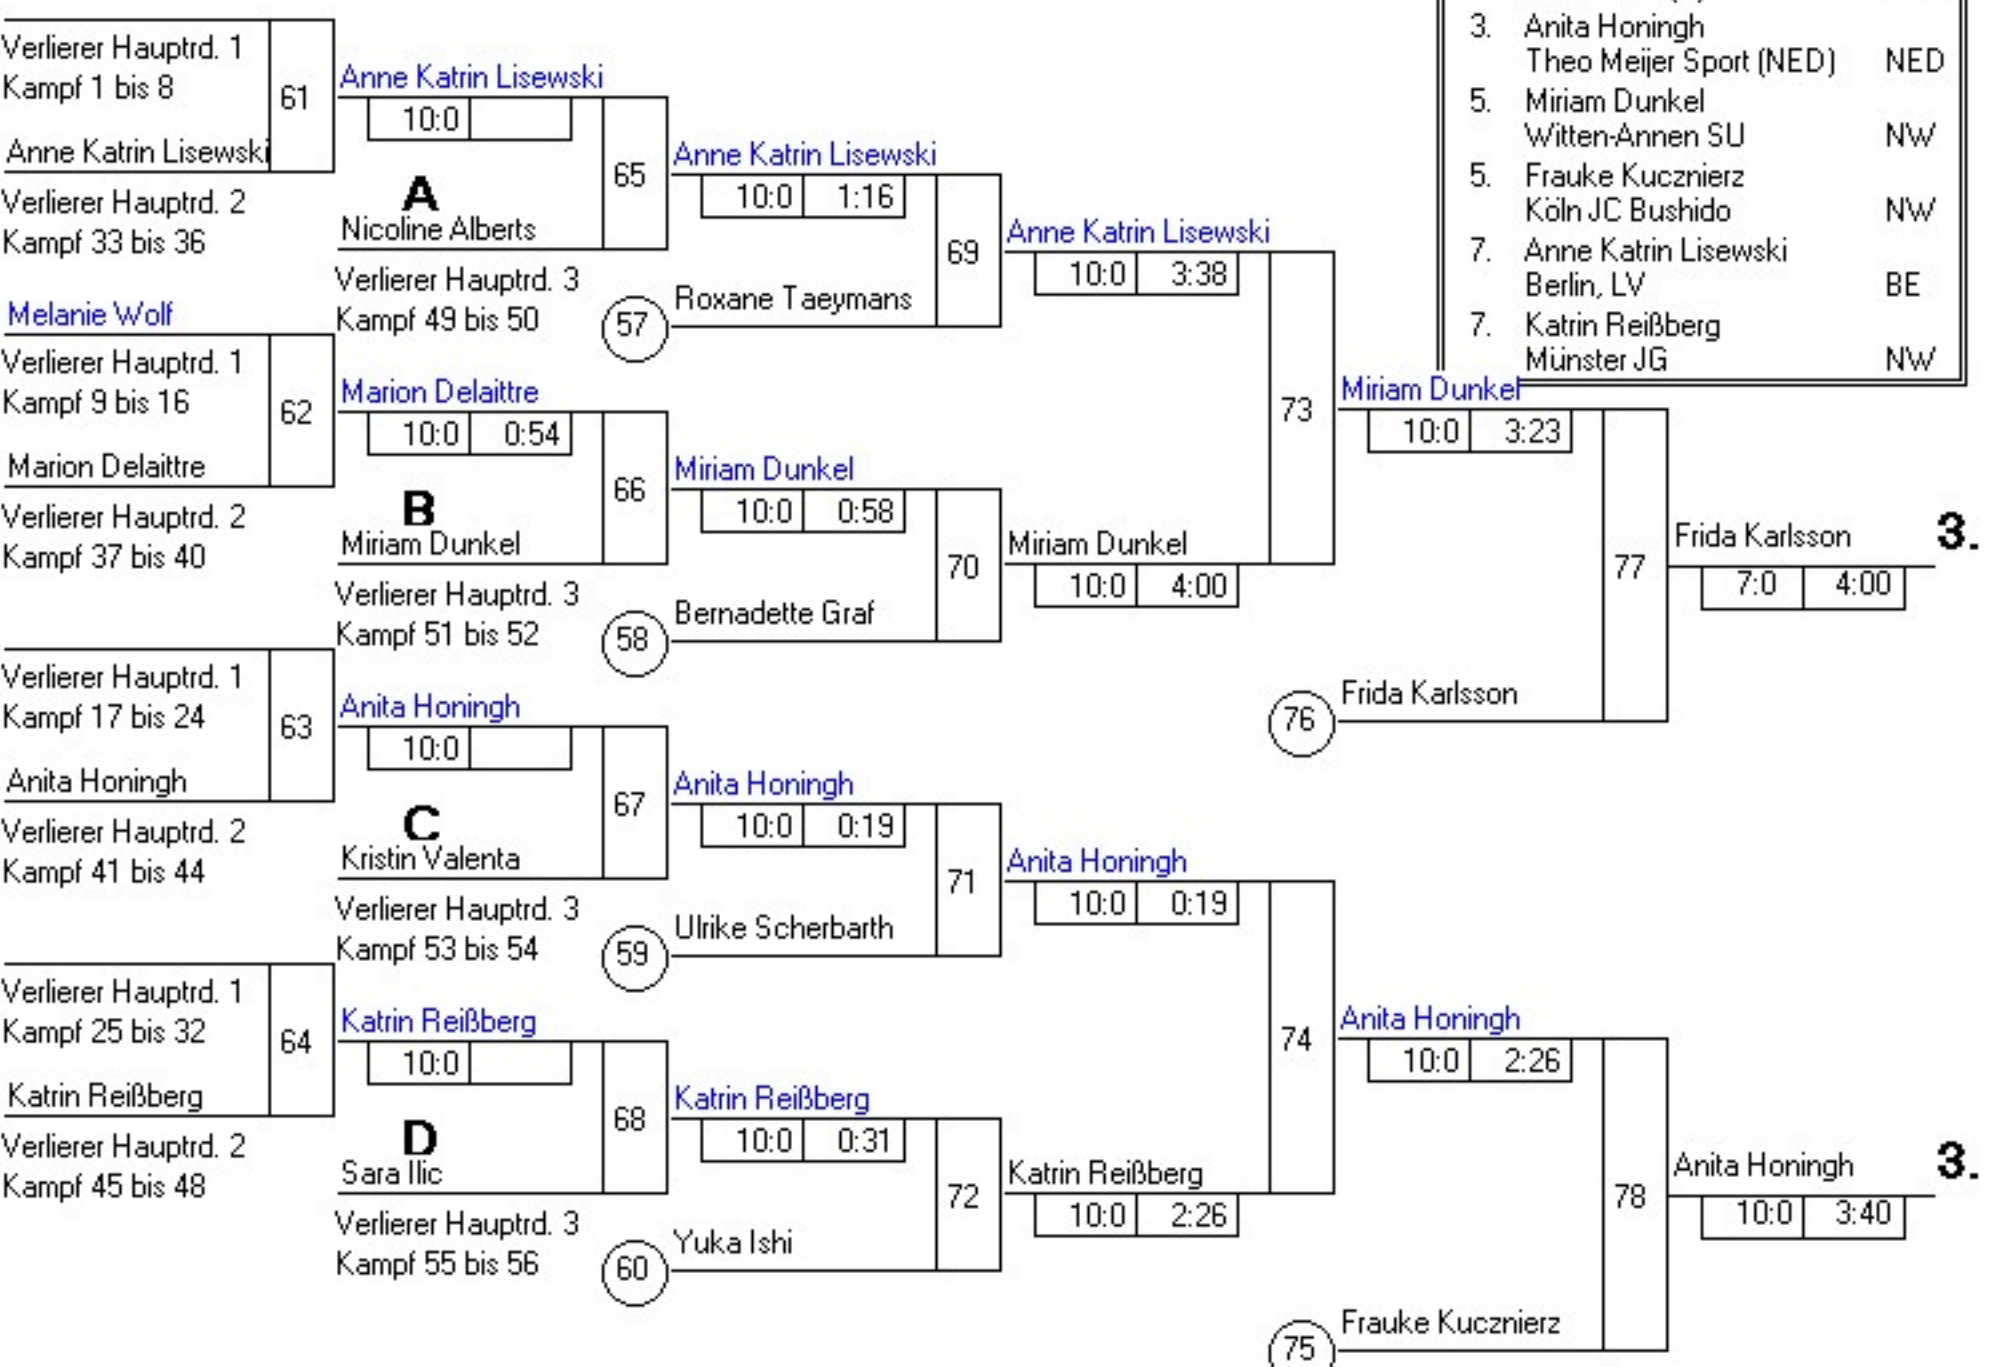 3. Anita Honingh
Theo Meijer Sport (NED) NED
5. Miriam Dunkel
Witten-Annen SU NW
5. Frauke Kucznierz
Köln JC Bushido NW
7. Anne Katrin Lisewski
Berlin, LV BE
7. Katrin Reißberg
Münster JG NW
Verlierer Hauptrd. 1
Kampf 1 bis 8
61
Anne Katrin Lisewski
Verlierer Hauptrd. 2
Kampf 33 bis 36
Melanie Wolf
Verlierer Hauptrd. 1
Kampf 9 bis 16
62
Marion Delaittre
Verlierer Hauptrd. 2
Kampf 37 bis 40
Verlierer Hauptrd. 1
Kampf 17 bis 24
63
Anita Honingh
Verlierer Hauptrd. 2
Kampf 41 bis 44
Verlierer Hauptrd. 1
Kampf 25 bis 32
64
Katrin Reißberg
Verlierer Hauptrd. 2
Kampf 45 bis 48
Anne Katrin Lisewski
10:0
A
65
Nicoline Alberts
Verlierer Hauptrd. 3
Kampf 49 bis 50
Marion Delaittre
10:0 0:54
B
66
Miriam Dunkel
Verlierer Hauptrd. 3
Kampf 51 bis 52
Anita Honingh
10:0
C
67
Kristin Valenta
Verlierer Hauptrd. 3
Kampf 53 bis 54
Katrin Reißberg
10:0
D
68
Sara Ilic
Verlierer Hauptrd. 3
Kampf 55 bis 56
Anne Katrin Lisewski
10:0 1:16
69
57 Roxane Taeymans
Miriam Dunkel
10:0 0:58
70
58 Bernadette Graf
Anita Honingh
10:0 0:19
71
59 Ulrike Scherbarth
Katrin Reißberg
10:0 0:31
72
60 Yuka Ishi
Anne Katrin Lisewski
10:0 3:38
73
Miriam Dunkel
10:0 4:00
Anita Honingh
10:0 0:19
74
Katrin Reißberg
10:0 2:26
Miriam Dunkel
10:0 3:23
77
76 Frida Karlsson
Anita Honingh
10:0 2:26
78
75 Frauke Kucznierz
Frida Karlsson 3.
7:0 4:00
Anita Honingh 3.
10:0 3:40